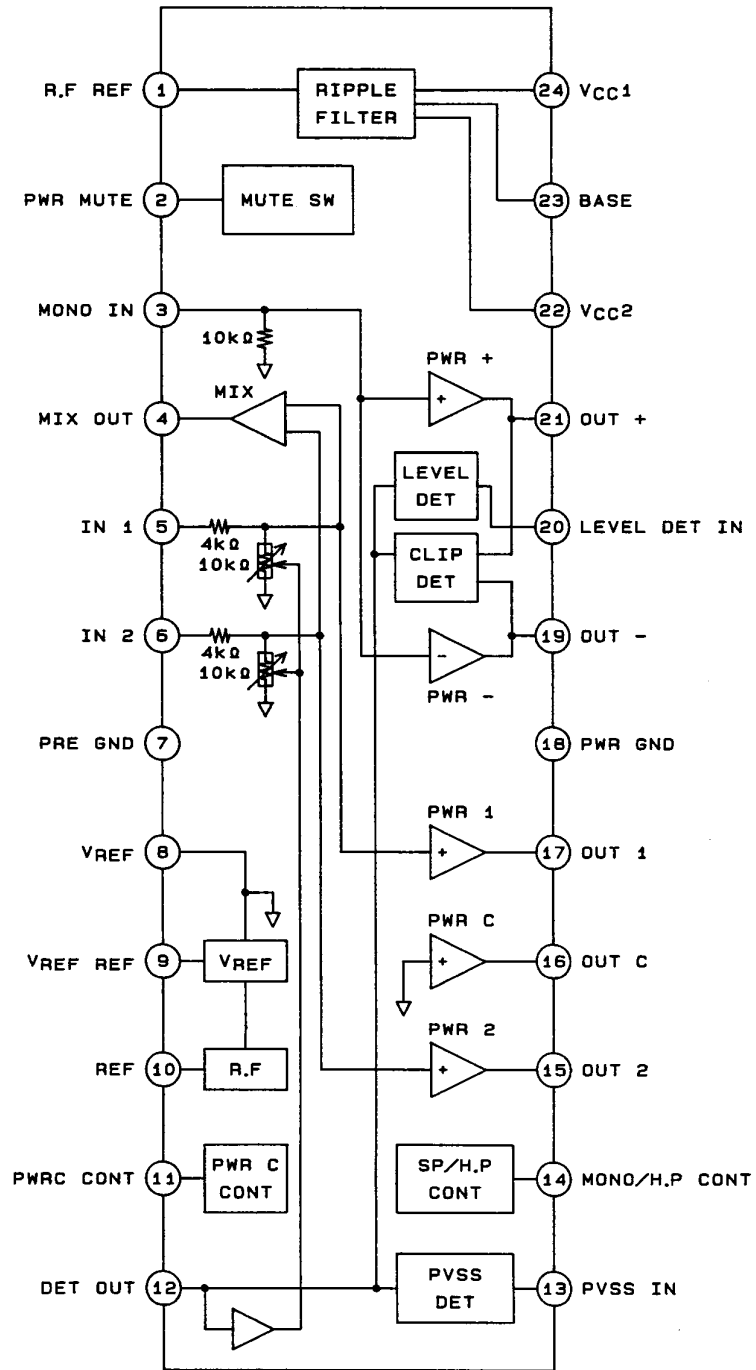 R.F REF 1
RIPPLE
FILTER
24 VCC1
PWR MUTE 2
MUTE SW
23 BASE
MONO IN 3
10kΩ
22 VCC2
PWR +
MIX
MIX OUT 4
+
21 OUT +
LEVEL
DET
IN 1 5
4kΩ
10kΩ
20 LEVEL DET IN
CLIP
DET
IN 2 6
4kΩ
10kΩ
-
19 OUT -
PWR -
PRE GND 7
18 PWR GND
PWR 1
VREF 8
+
17 OUT 1
PWR C
VREF REF 9
VREF
+
16 OUT C
PWR 2
REF 10
R.F
+
15 OUT 2
PWRC CONT 11
PWR C
CONT
SP/H.P
CONT
14 MONO/H.P CONT
DET OUT 12
PVSS
DET
13 PVSS IN